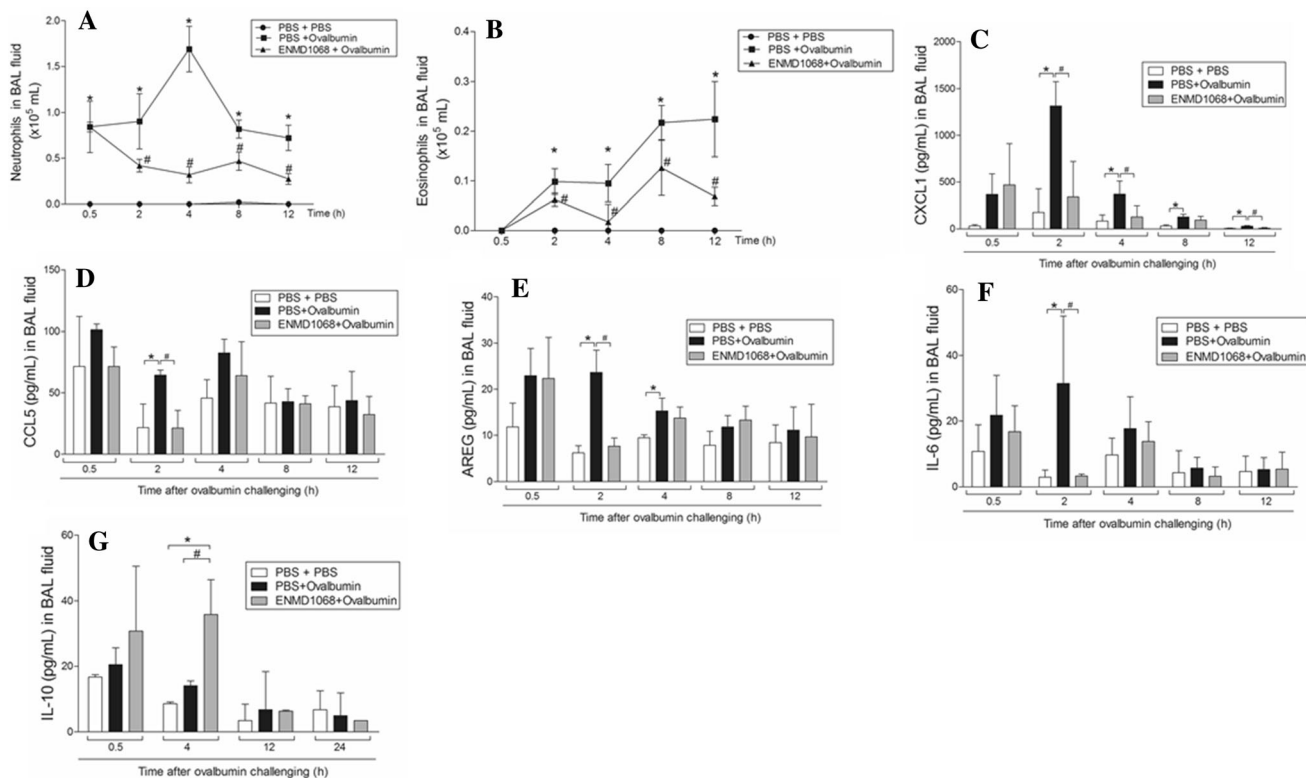 A
Neutrophils in BAL fluid
(x10⁵ mL)
2.0
1.5
1.0
0.5
0.0
*
*
*
*
*
#
#
#
#
0.5
2
4
8
12
Time (h)
PBS + PBS
PBS +Ovalbumin
ENMD1068 + Ovalbumin
B
Eosinophils in BAL fluid
(x10⁵ mL)
0.4
0.3
0.2
0.1
0.0
*
*
*
*
#
#
#
#
0.5
2
4
8
12
Time (h)
PBS + PBS
PBS +Ovalbumin
ENMD1068+Ovalbumin
C
CXCL1 (pg/mL) in BAL fluid
2000
1500
1000
500
0
* #
* #
*
* #
PBS + PBS
PBS+Ovalbumin
ENMD1068+Ovalbumin
0.5
2
4
8
12
Time after ovalbumin challenging (h)
D
CCL5 (pg/mL) in BAL fluid
150
100
50
0
* #
PBS + PBS
PBS+Ovalbumin
ENMD1068+Ovalbumin
0.5
2
4
8
12
Time after ovalbumin challenging (h)
E
AREG (pg/mL) in BAL fluid
40
30
20
10
0
* #
*
PBS + PBS
PBS+Ovalbumin
ENMD1068+Ovalbumin
0.5
2
4
8
12
Time after ovalbumin challenging (h)
F
IL-6 (pg/mL) in BAL fluid
60
40
20
0
* #
PBS + PBS
PBS+Ovalbumin
ENMD1068+Ovalbumin
0.5
2
4
8
12
Time after ovalbumin challenging (h)
G
IL-10 (pg/mL) in BAL fluid
60
40
20
0
*
#
PBS + PBS
PBS+Ovalbumin
ENMD1068+Ovalbumin
0.5
4
12
24
Time after ovalbumin challenging (h)